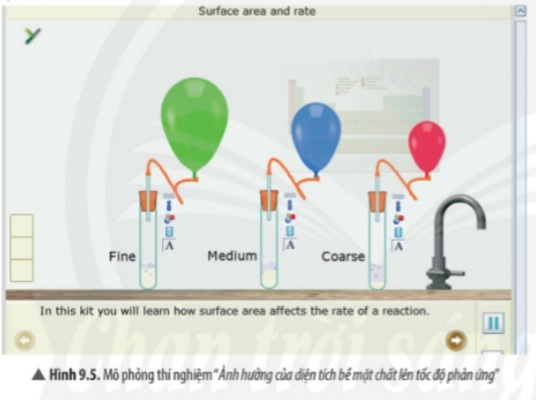 Surface area and rate
Fine
Medium
Coarse
A
A
A
In this kit you will learn how surface area affects the rate of a reaction.
Chân trời sáng
▲ Hình 9.5. Mô phỏng thí nghiệm "Ảnh hưởng của diện tích bề mặt chất lên tốc độ phản ứng"